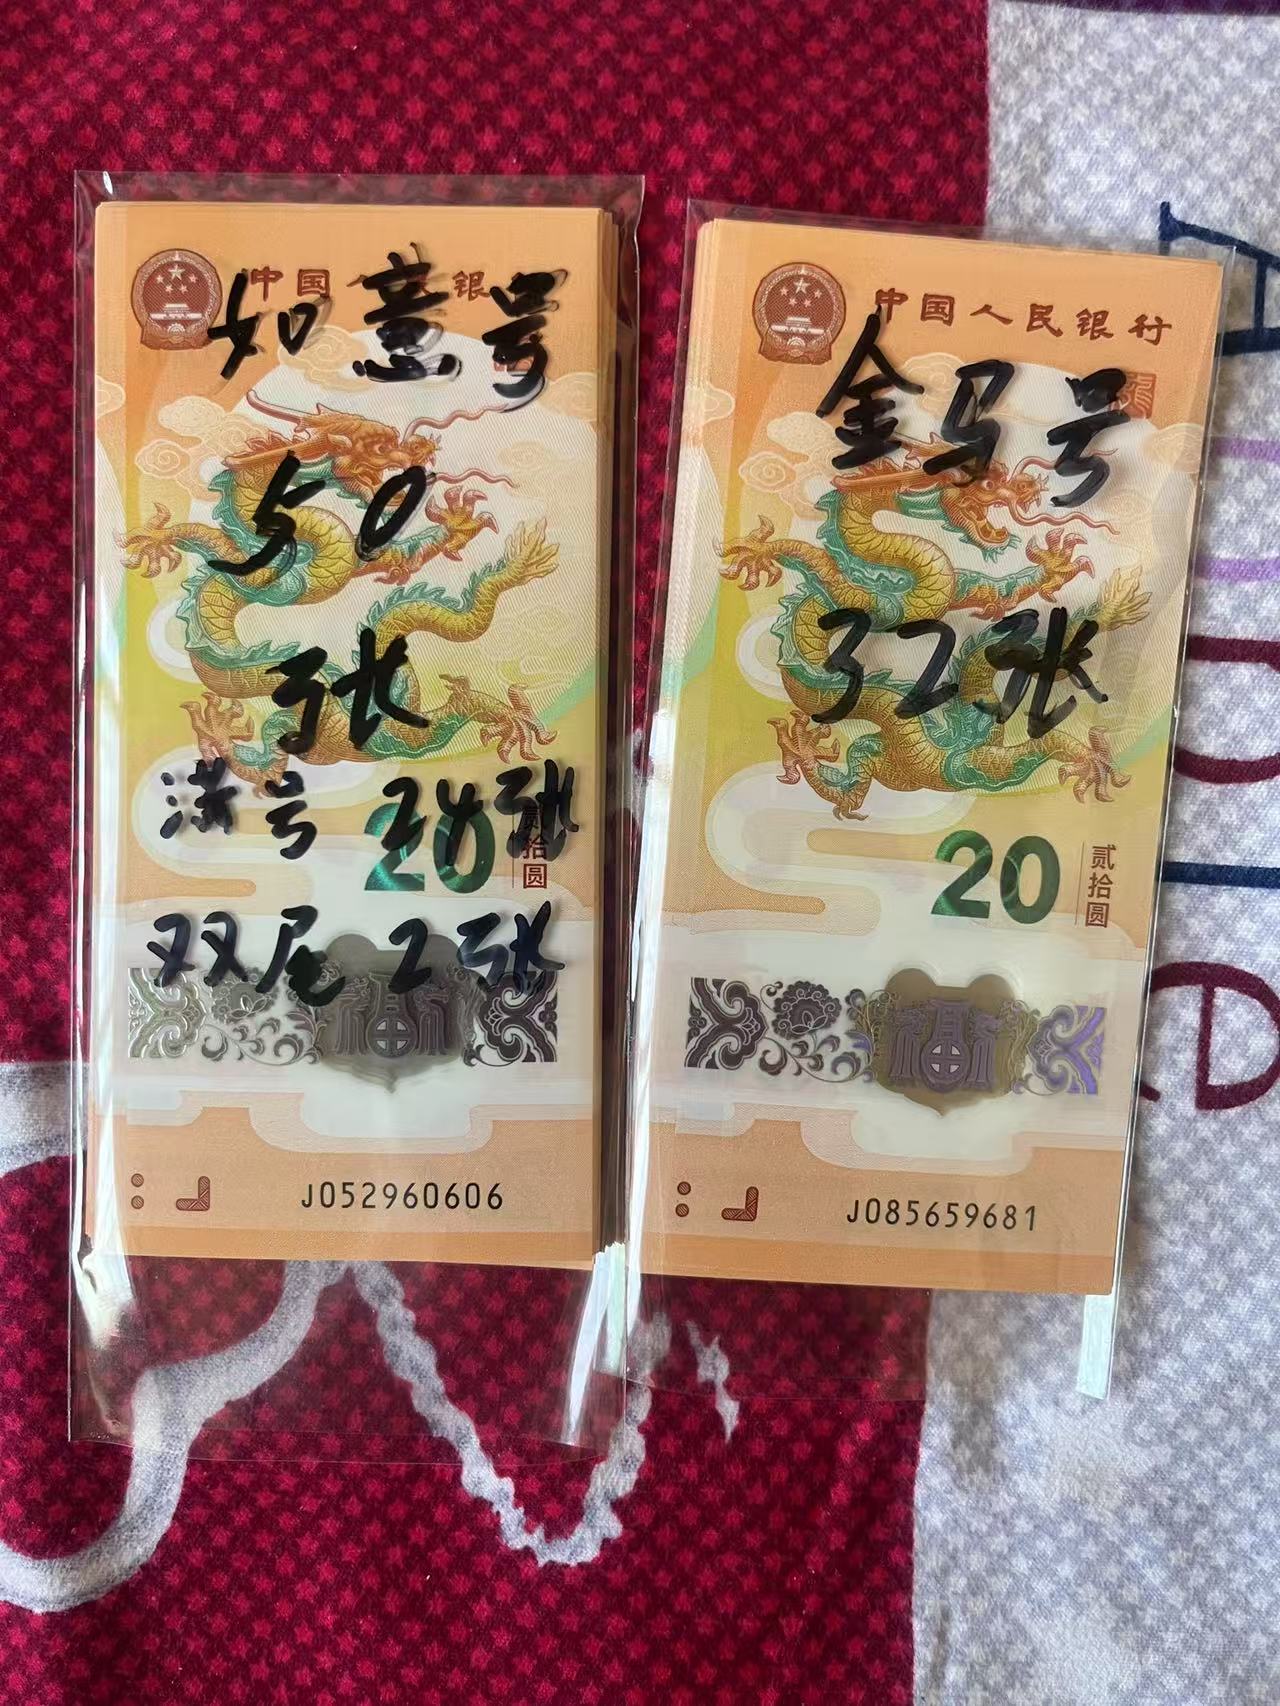 中国人民银行
如意号
50
张
满号 24张
双尾 2张
20
贰拾圆
J052960606
中国人民银行
金马号
32张
20
贰拾圆
J085659681
A
n
b
l
e